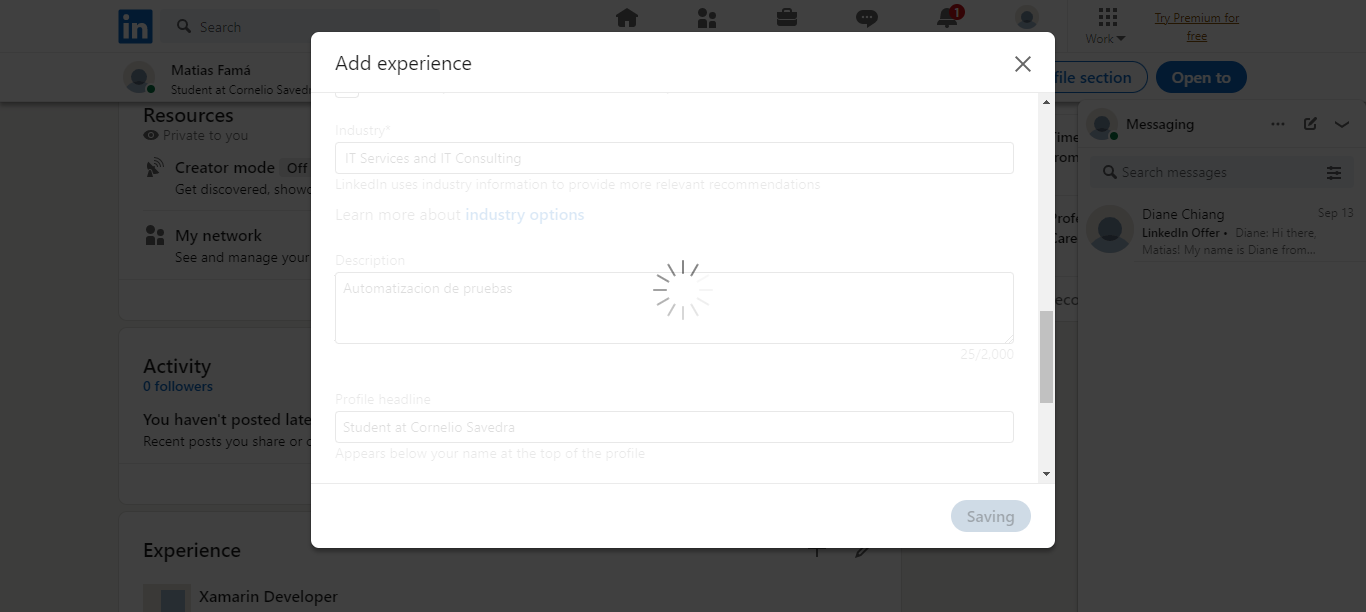 in
Search
1
Work
Try Premium for
free
Add experience
Matias Famá
Student at Cornelio Saved
file section
Open to
Resources
Private to you
Creator mode Off
Get discovered, show
My network
See and manage your
Industry*
IT Services and IT Consulting
LinkedIn uses industry information to provide more relevant recommendations
Learn more about industry options
Description
Automatizacion de pruebas
25/2.000
Profile headline
Student at Cornelio Savedra
Appears below your name at the top of the profile
Saving
Activity
0 followers
You haven't posted late
Recent posts you share or
Experience
Xamarin Developer
Messaging
Search messages
Diane Chiang
Sep 13
LinkedIn Offer • Diane: Hi there,
Matias! My name is Diane from...